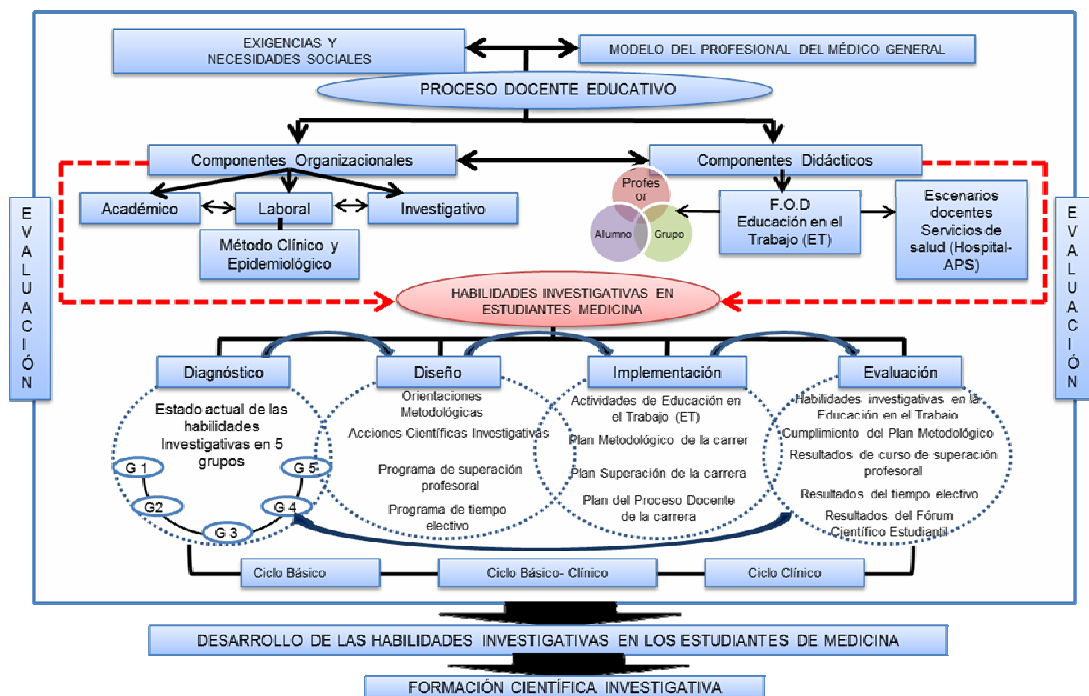 EXIGENCIAS Y
NECESIDADES SOCIALES
MODELO DEL PROFESIONAL DEL MÉDICO GENERAL
PROCESO DOCENTE EDUCATIVO
Componentes Organizacionales
Componentes Didácticos
Académico
Laboral
Investigativo
Método Clínico y
Epidemiológico
Profes
or
Alumno
Grupo
F.O.D
Educación en el
Trabajo (ET)
Escenarios
docentes
Servicios de
salud (Hospital-
APS)
EVALUACIÓN
EVALUACIÓN
HABILIDADES INVESTIGATIVAS EN
ESTUDIANTES MEDICINA
Diagnóstico
Estado actual de las
habilidades
Investigativas en 5
grupos
G 1
G2
G 3
G 4
G 5
Diseño
Orientaciones
Metodológicas
Acciones Científicas Investigativas
Programa de superación
profesoral
Programa de tiempo
electivo
Implementación
Actividades de Educación en
el Trabajo (ET)
Plan Metodológico de la carrer
Plan Superación de la carrera
Plan del Proceso Docente
de la carrera
Evaluación
Habilidades investigativas en la
Educación en el Trabajo
Cumplimiento del Plan Metodológico
Resultados de curso de superación
profesoral
Resultados del tiempo electivo
Resultados del Fórum
Científico Estudiantil
Ciclo Básico
Ciclo Básico- Clínico
Ciclo Clínico
DESARROLLO DE LAS HABILIDADES INVESTIGATIVAS EN LOS ESTUDIANTES DE MEDICINA
FORMACIÓN CIENTÍFICA INVESTIGATIVA